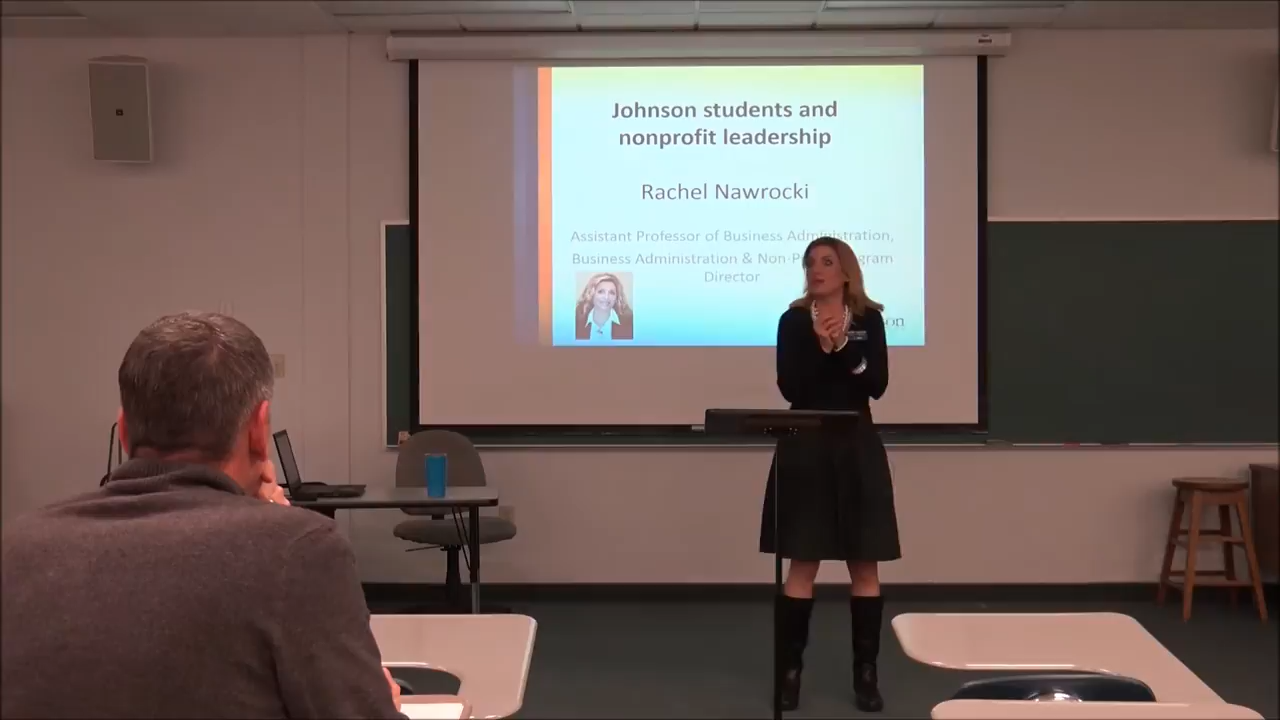 Johnson students and
nonprofit leadership
Rachel Nawrocki
Assistant Professor of Business Administration,
Business Administration & Non-P
Director